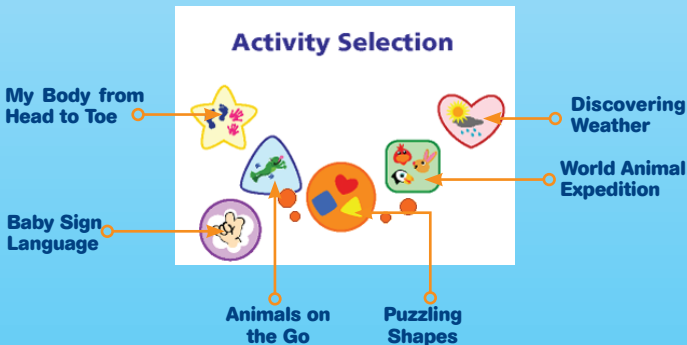 Activity Selection
My Body from
Head to Toe
Discovering
Weather
World Animal
Expedition
Baby Sign
Language
Animals on
the Go
Puzzling
Shapes